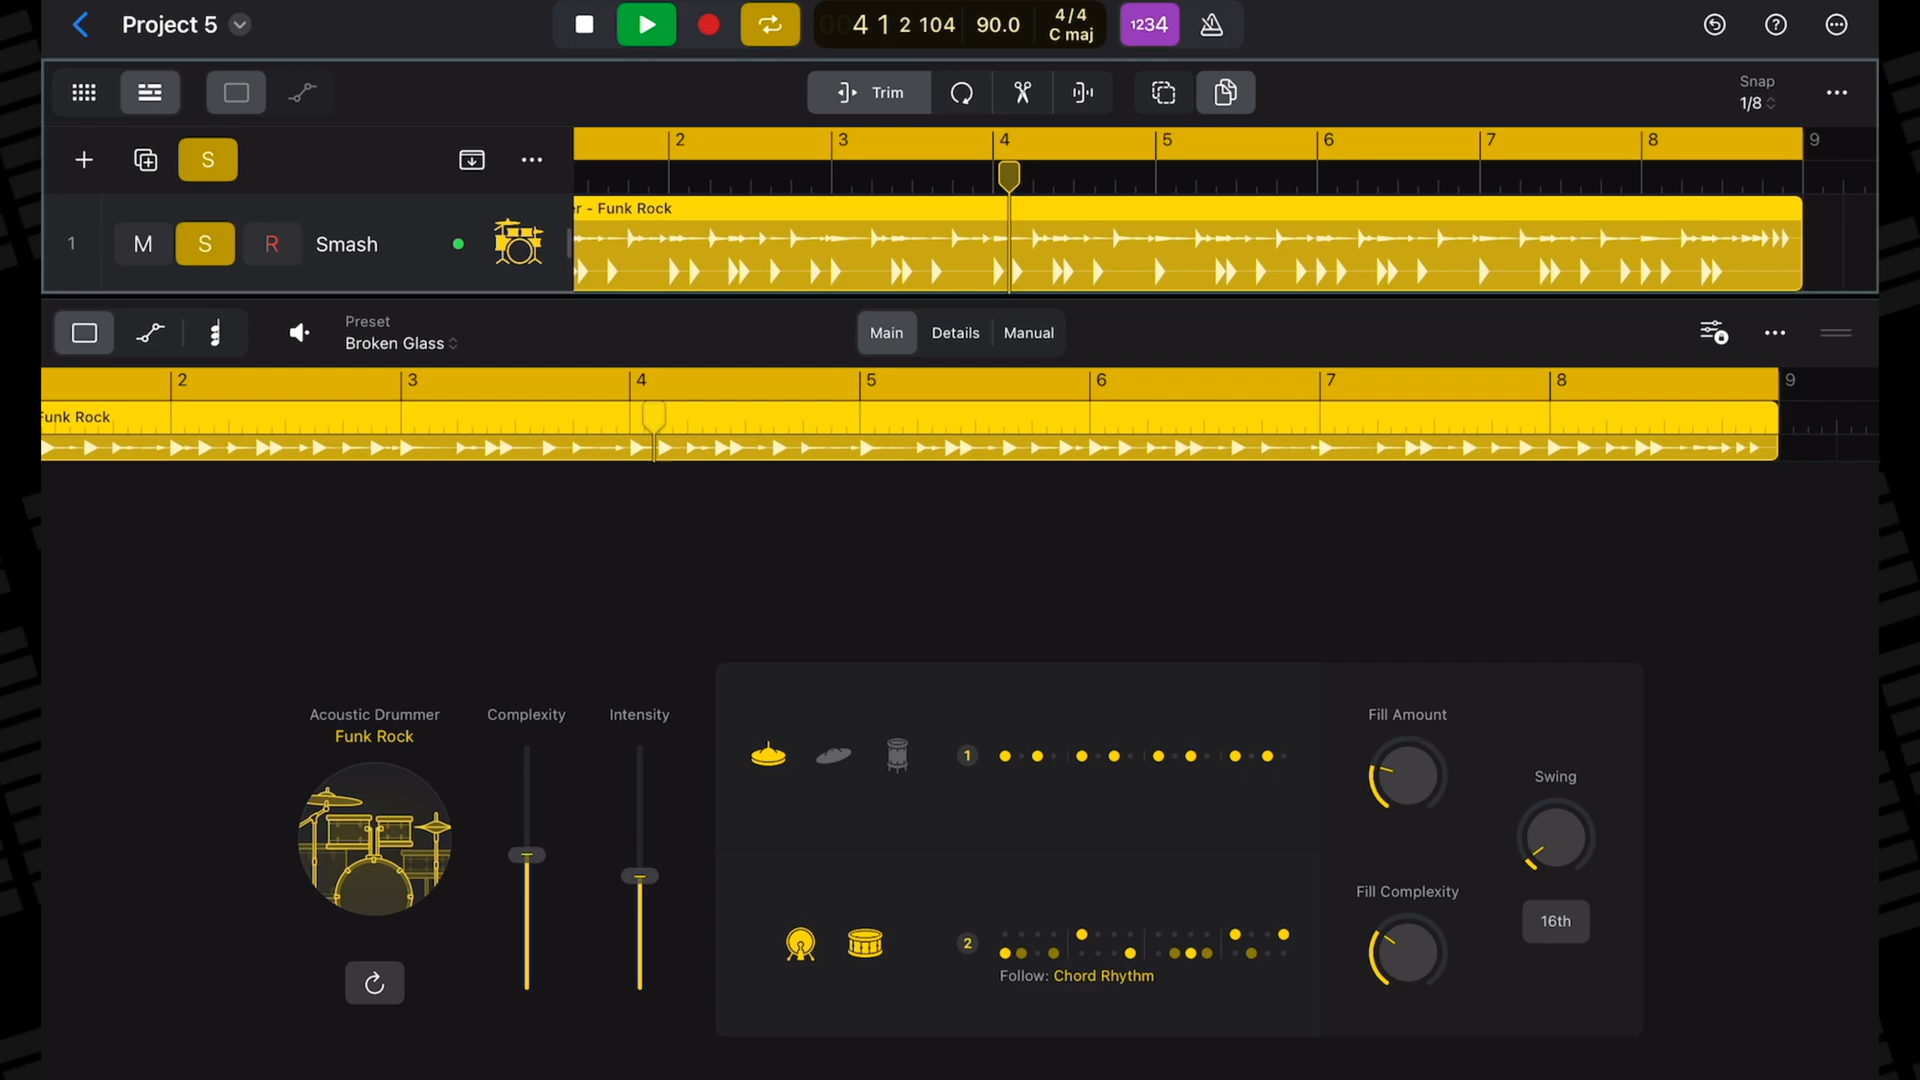 Project 5
004 1 2 104
90.0
4/4
C maj
1234
Trim
Snap
1/8
S
2 3 4 5 6 7 8 9
1 M S R Smash
er - Funk Rock
Preset
Broken Glass
Main Details Manual
2 3 4 5 6 7 8 9
Funk Rock
Acoustic Drummer
Funk Rock
Complexity
Intensity
1
2
Follow: Chord Rhythm
Fill Amount
Fill Complexity
Swing
16th